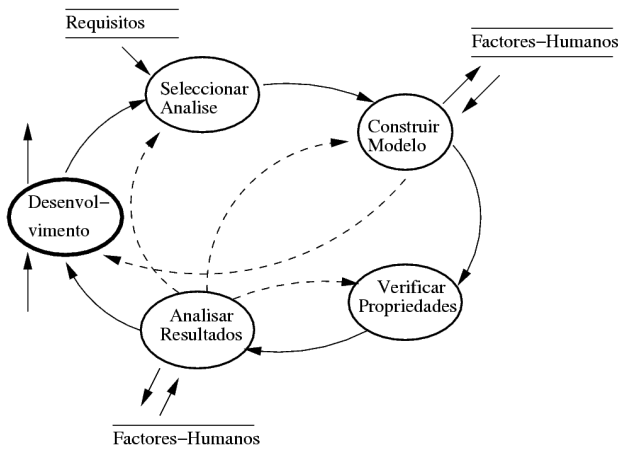 Requisitos
Factores-Humanos
Seleccionar
Analise
Construir
Modelo
Desenvol-
vimento
Verificar
Propriedades
Analisar
Resultados
Factores-Humanos